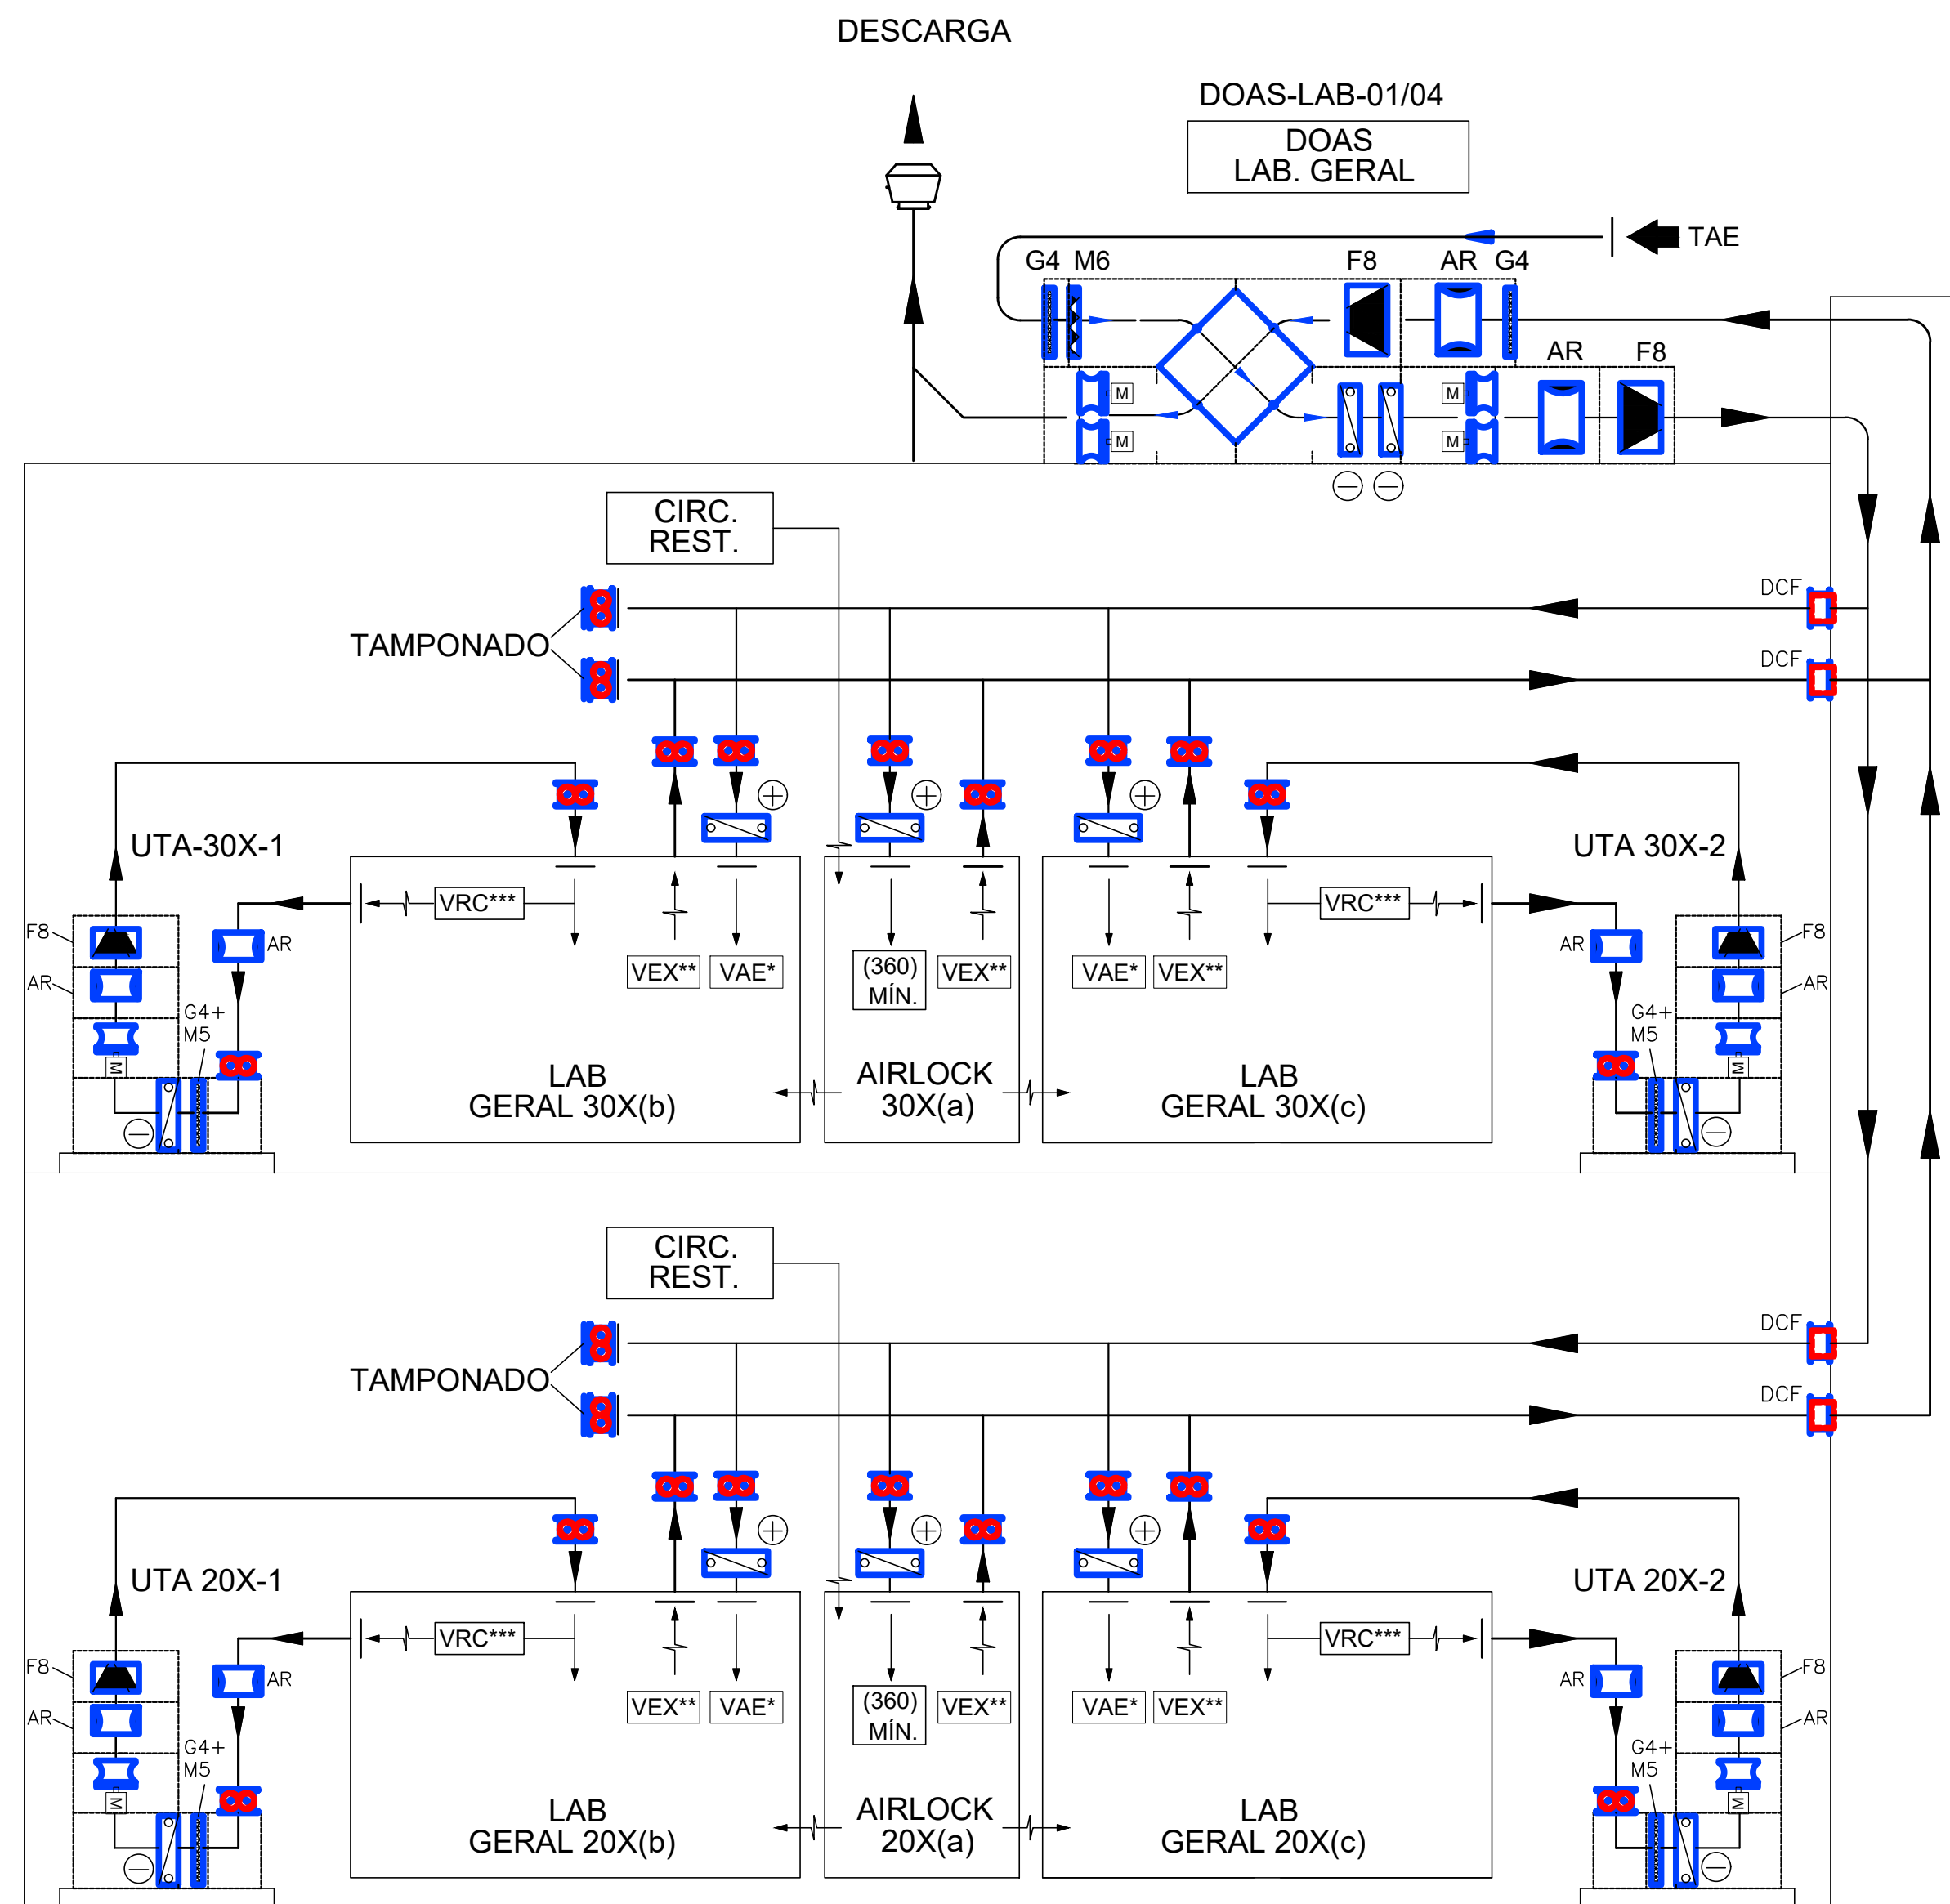 DESCARGA
DOAS-LAB-01/04
DOAS
LAB. GERAL
TAE
G4 M6 F8 AR G4
AR F8
M M
M M
CIRC.
REST.
DCF
TAMPONADO
DCF
UTA-30X-1
UTA 30X-2
VRC***
VRC***
F8
AR
AR
F8
VEX** VAE*
(360)
MÍN.
VEX**
VAE* VEX**
AR
AR
G4+
M5
G4+
M5
M
M
LAB
GERAL 30X(b)
AIRLOCK
30X(a)
LAB
GERAL 30X(c)
CIRC.
REST.
DCF
TAMPONADO
DCF
UTA 20X-1
UTA 20X-2
VRC***
VRC***
F8
AR
AR
F8
VEX** VAE*
(360)
MÍN.
VEX**
VAE* VEX**
AR
AR
G4+
M5
G4+
M5
M
M
LAB
GERAL 20X(b)
AIRLOCK
20X(a)
LAB
GERAL 20X(c)